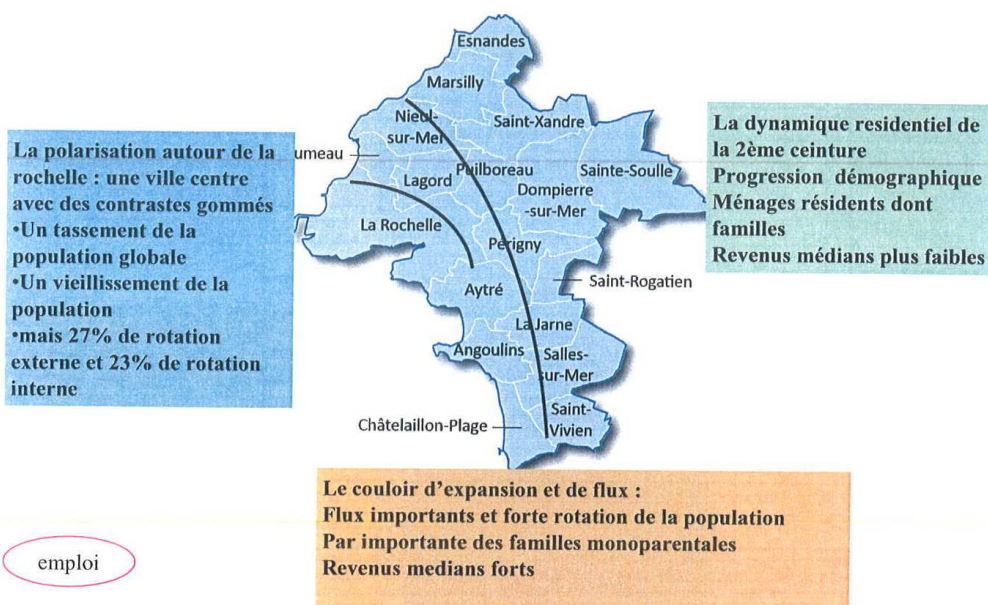 Esnandes
Marsilly
Nieul
-sur-Mer
Saint-Xandre
umeau
Lagord
Puilboreau
Sainte-Soulle
Dompierre
-sur-Mer
La Rochelle
Périgny
Aytré
Saint-Rogatien
La Jarne
Angoulins
Salles-
sur-Mer
Châtelaillon-Plage
Saint-
Vivien
La polarisation autour de la
rochelle : une ville centre
avec des contrastes gommés
•Un tassement de la
population globale
•Un vieillissement de la
population
•mais 27% de rotation
externe et 23% de rotation
interne
La dynamique residentiel de
la 2ème ceinture
Progression démographique
Ménages résidents dont
familles
Revenus médians plus faibles
Le couloir d'expansion et de flux :
Flux importants et forte rotation de la population
Par importante des familles monoparentales
Revenus medians forts
emploi